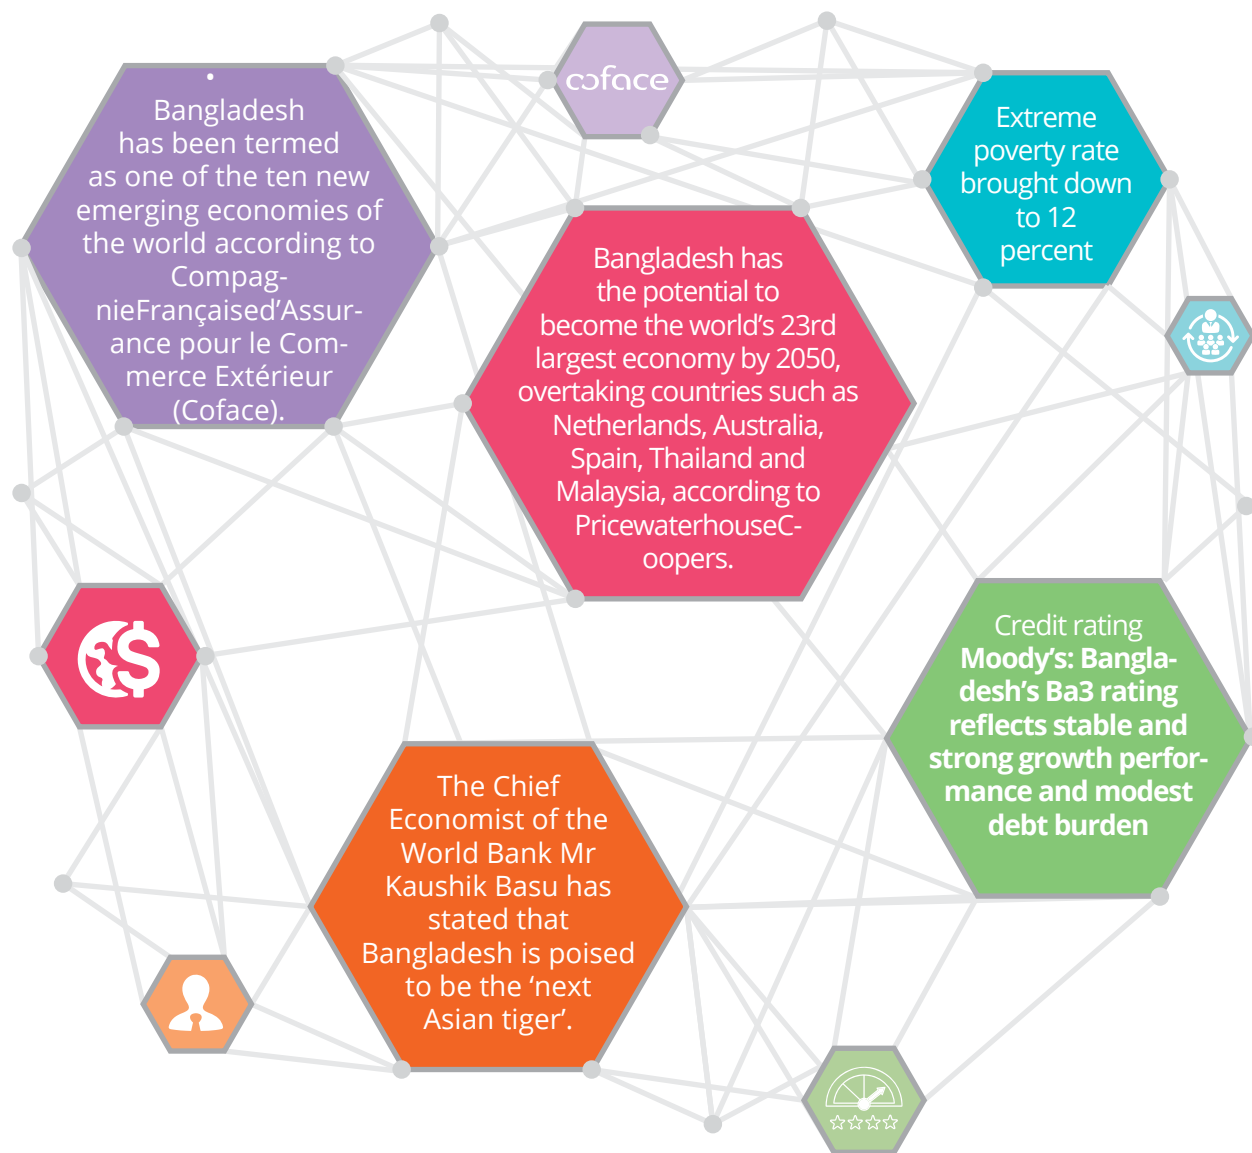 coface
Bangladesh
has been termed
as one of the ten new
emerging economies of
the world according to
Compag-
nieFrançaised’Assur-
ance pour le Com-
merce Extérieur
(Coface).
Extreme
poverty rate
brought down
to 12
percent
Bangladesh has
the potential to
become the world’s 23rd
largest economy by 2050,
overtaking countries such as
Netherlands, Australia,
Spain, Thailand and
Malaysia, according to
PricewaterhouseC-
oopers.
Credit rating
Moody’s: Bangla-
desh’s Ba3 rating
reflects stable and
strong growth perfor-
mance and modest
debt burden
The Chief
Economist of the
World Bank Mr
Kaushik Basu has
stated that
Bangladesh is poised
to be the ‘next
Asian tiger’.